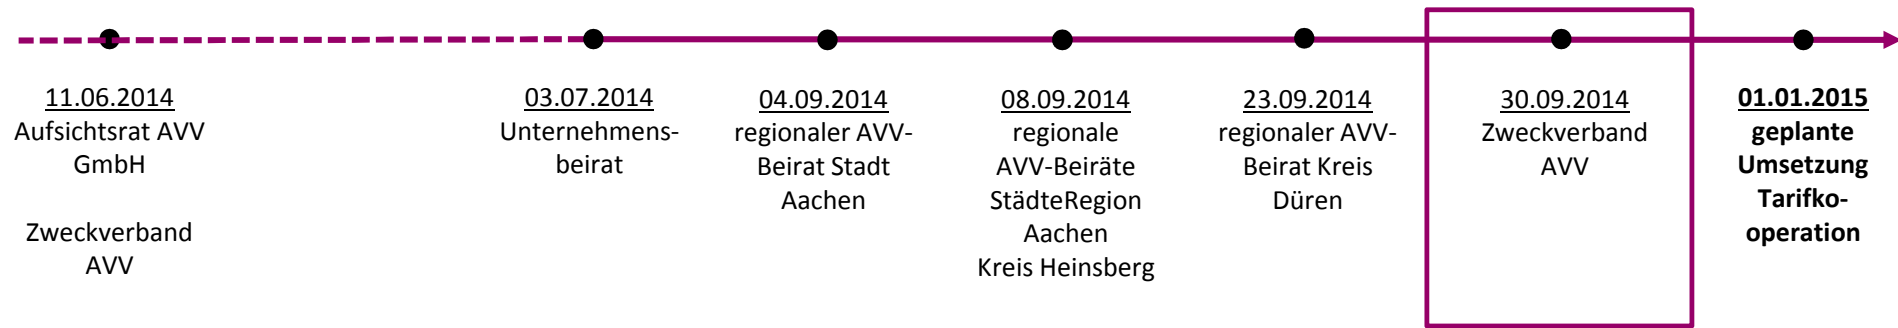 11.06.2014
Aufsichtsrat AVV
GmbH
Zweckverband
AVV
03.07.2014
Unternehmens-
beirat
04.09.2014
regionaler AVV-
Beirat Stadt
Aachen
08.09.2014
regionale
AVV-Beiräte
StädteRegion
Aachen
Kreis Heinsberg
23.09.2014
regionaler AVV-
Beirat Kreis
Düren
30.09.2014
Zweckverband
AVV
01.01.2015
geplante
Umsetzung
Tarifko-
operation